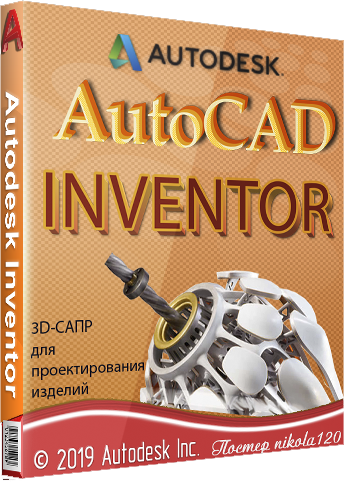 AUTODESK
AutoCAD
INVENTOR
3D-САПР
для
проектирования
изделий
© 2019 Autodesk Inc. Постер nikola120
Autodesk Inventor